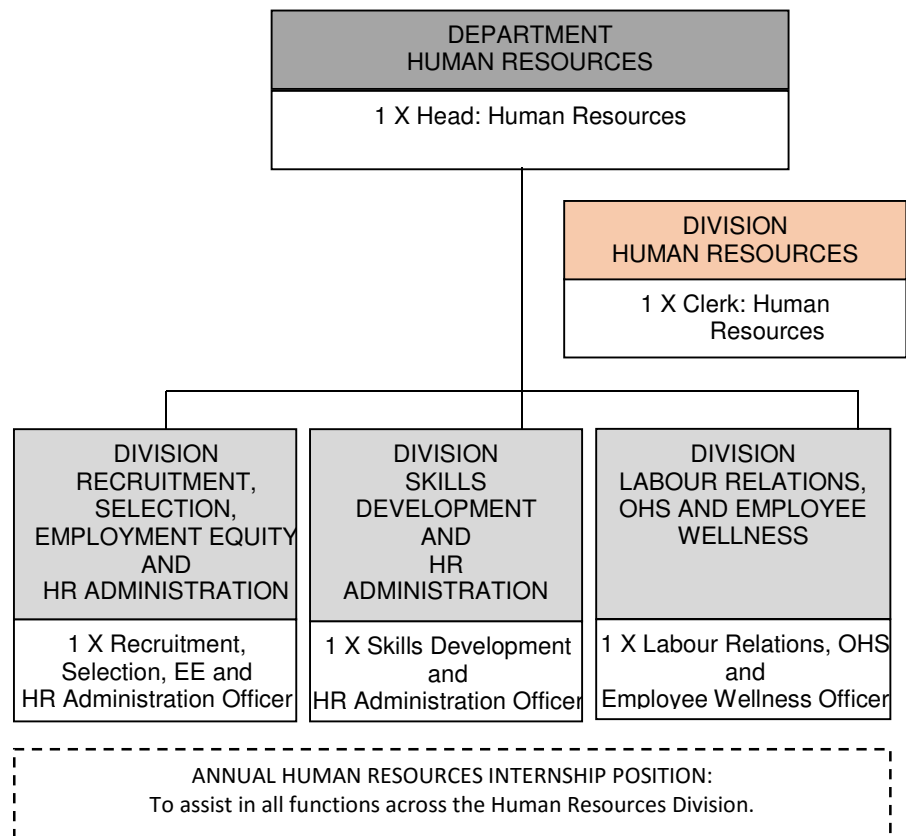 DEPARTMENT
HUMAN RESOURCES
1 X Head: Human Resources
DIVISION
HUMAN RESOURCES
1 X Clerk: Human
Resources
DIVISION
RECRUITMENT,
SELECTION,
EMPLOYMENT EQUITY
AND
HR ADMINISTRATION
1 X Recruitment,
Selection, EE and
HR Administration Officer
DIVISION
SKILLS
DEVELOPMENT
AND
HR
ADMINISTRATION
1 X Skills Development
and
HR Administration Officer
DIVISION
LABOUR RELATIONS,
OHS AND EMPLOYEE
WELLNESS
1 X Labour Relations, OHS
and
Employee Wellness Officer
ANNUAL HUMAN RESOURCES INTERNSHIP POSITION:
To assist in all functions across the Human Resources Division.